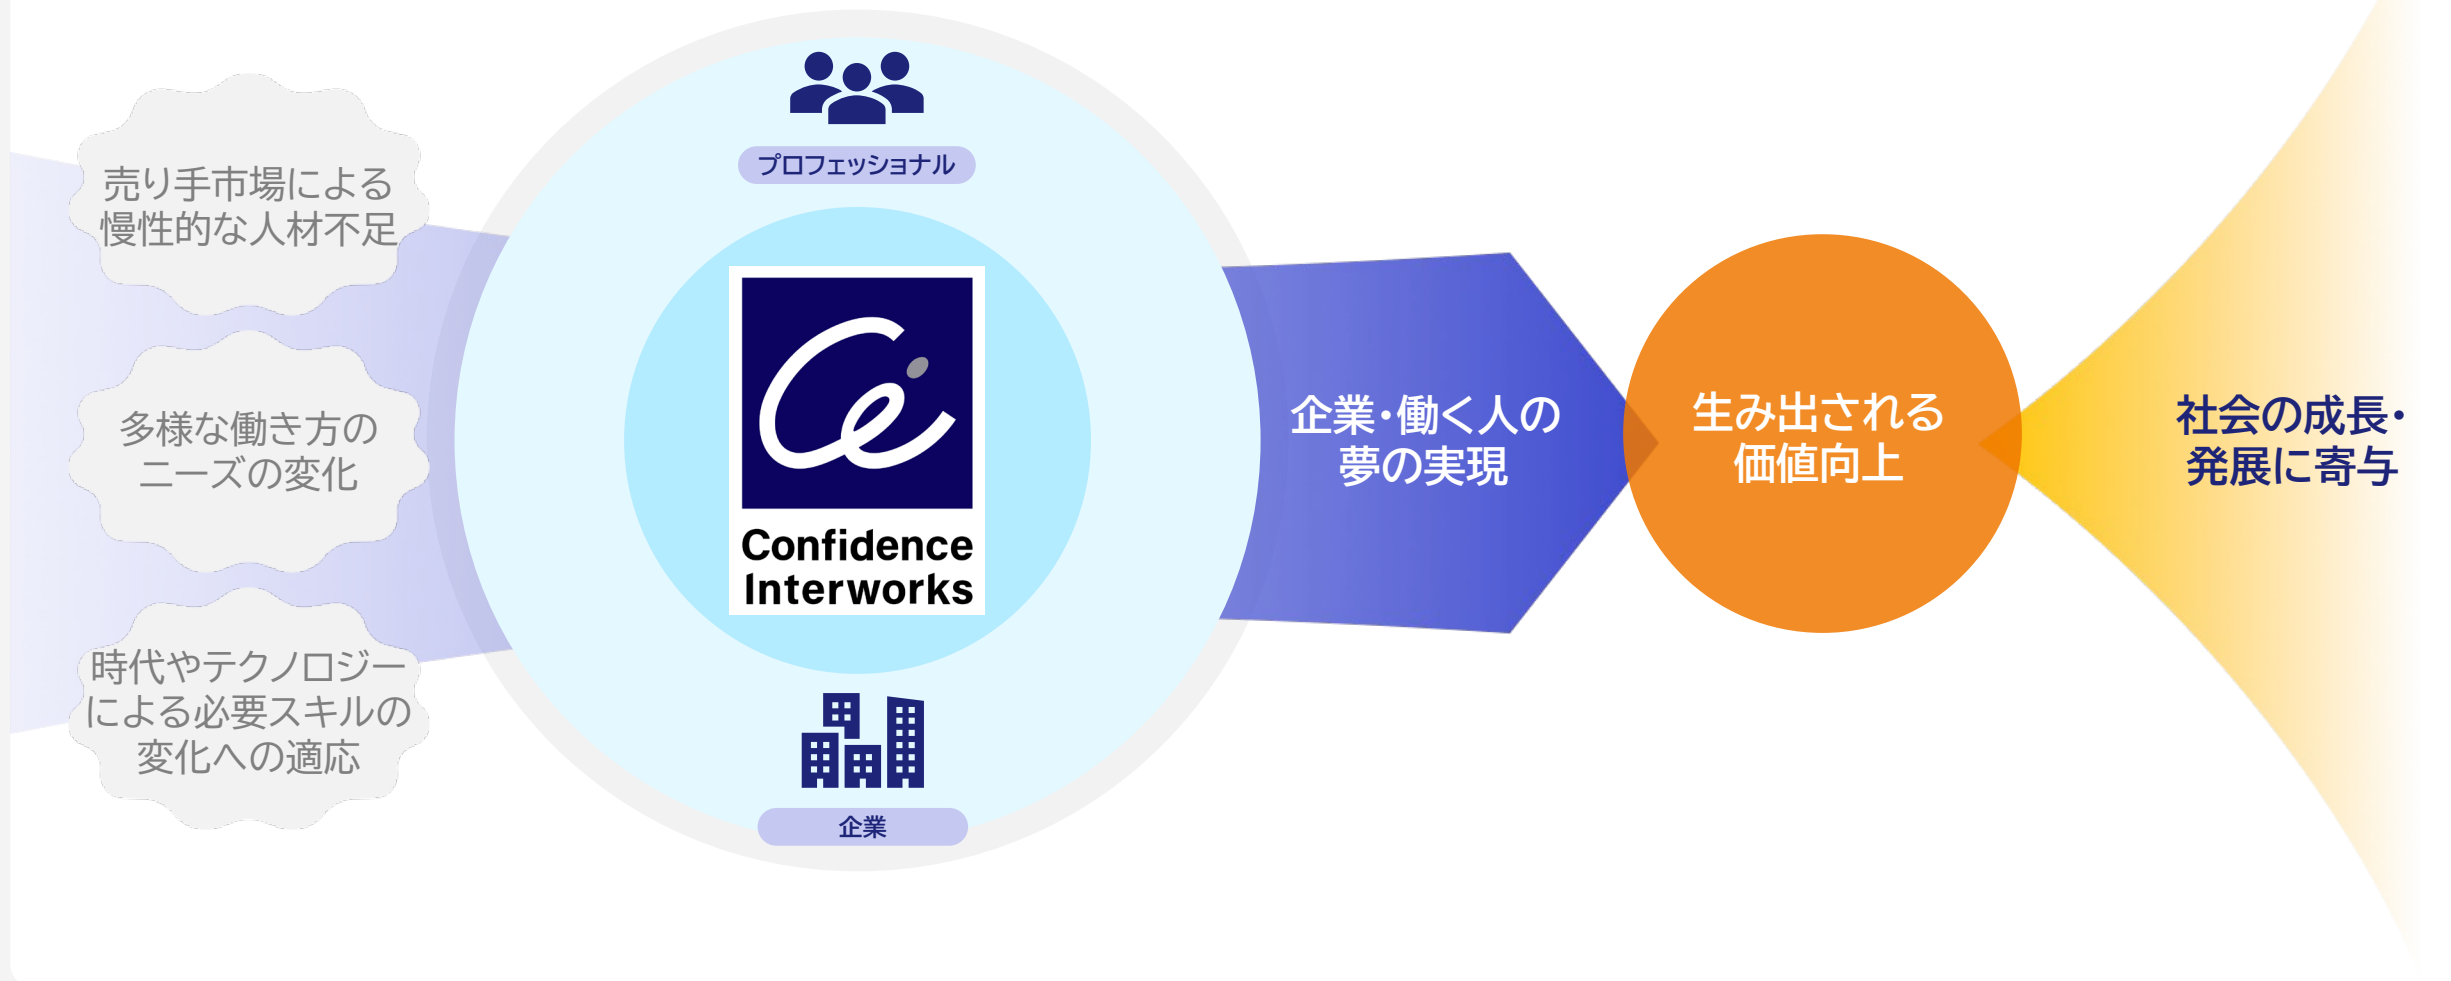 売り手市場による
慢性的な人材不足
多様な働き方の
ニーズの変化
時代やテクノロジー
による必要スキルの
変化への適応
プロフェッショナル
Ci
Confidence
Interworks
企業
企業・働く人の
夢の実現
生み出される
価値向上
社会の成長・
発展に寄与